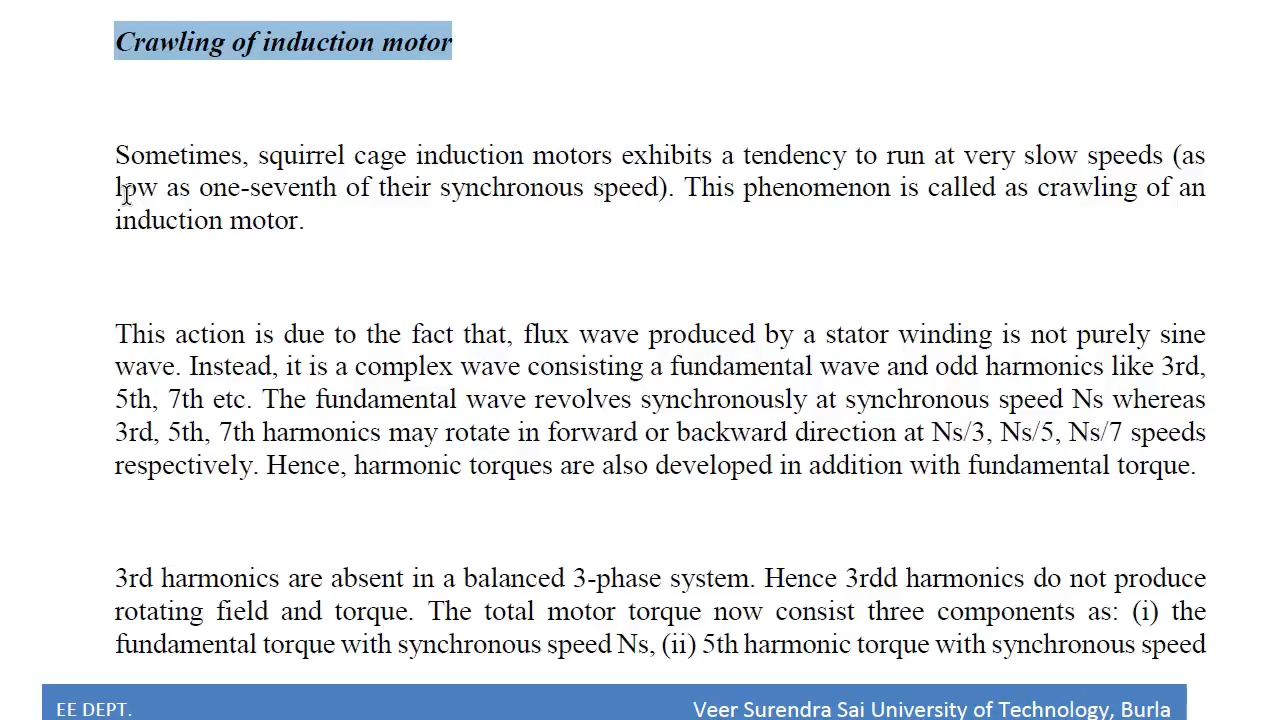 Crawling of induction motor
Sometimes, squirrel cage induction motors exhibits a tendency to run at very slow speeds (as
low as one-seventh of their synchronous speed). This phenomenon is called as crawling of an
induction motor.
This action is due to the fact that, flux wave produced by a stator winding is not purely sine
wave. Instead, it is a complex wave consisting a fundamental wave and odd harmonics like 3rd,
5th, 7th etc. The fundamental wave revolves synchronously at synchronous speed Ns whereas
3rd, 5th, 7th harmonics may rotate in forward or backward direction at Ns/3, Ns/5, Ns/7 speeds
respectively. Hence, harmonic torques are also developed in addition with fundamental torque.
3rd harmonics are absent in a balanced 3-phase system. Hence 3rdd harmonics do not produce
rotating field and torque. The total motor torque now consist three components as: (i) the
fundamental torque with synchronous speed Ns, (ii) 5th harmonic torque with synchronous speed
EE DEPT. Veer Surendra Sai University of Technology, Burla